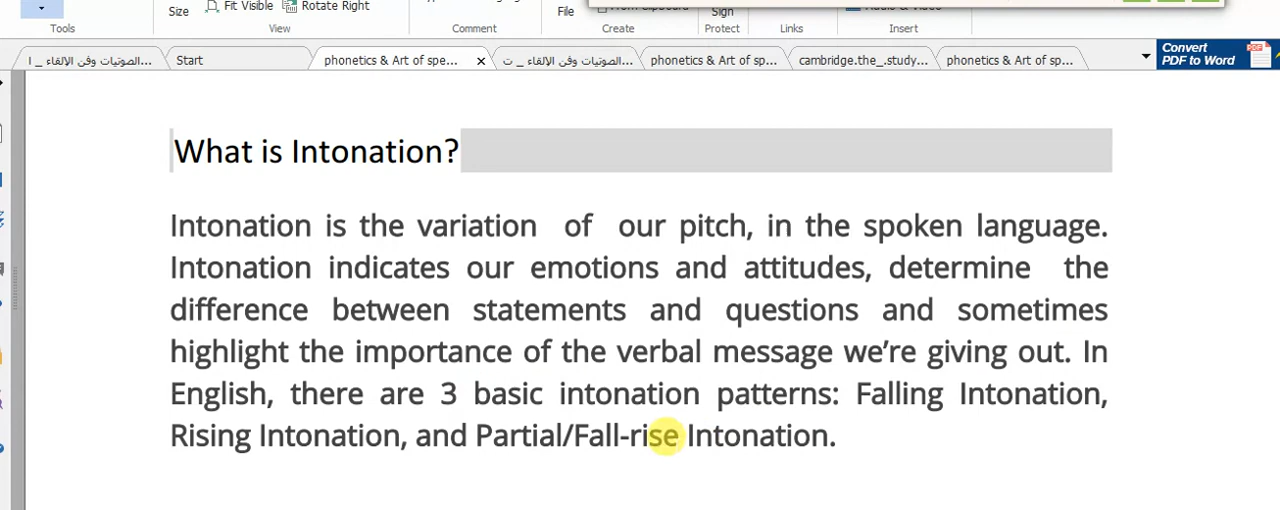 Size
Fit Visible
Rotate Right
File
Sign
Tools
View
Comment
Create
Protect
Links
Insert
الصوتيات وفن الإلقاء _ ا...
Start
phonetics & Art of spe...
الصوتيات وفن الإلقاء _ ت...
phonetics & Art of sp...
cambridge.the_.study...
phonetics & Art of sp...
Convert
PDF to Word
What is Intonation?
Intonation is the variation of our pitch, in the spoken language.
Intonation indicates our emotions and attitudes, determine the
difference between statements and questions and sometimes
highlight the importance of the verbal message we’re giving out. In
English, there are 3 basic intonation patterns: Falling Intonation,
Rising Intonation, and Partial/Fall-rise Intonation.